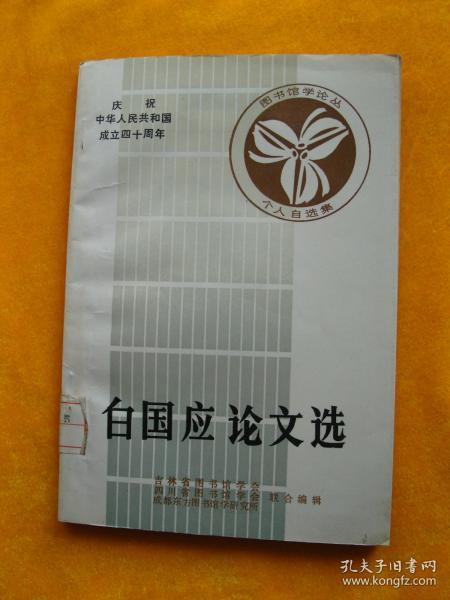 庆 祝
中华人民共和国
成立四十周年
图书馆学论丛
个人自选集
白国应论文选
吉林省图书馆学会
四川省图书馆学会 联合编辑
成都东方图书馆学研究所
孔夫子旧书网
www.kongfz.com